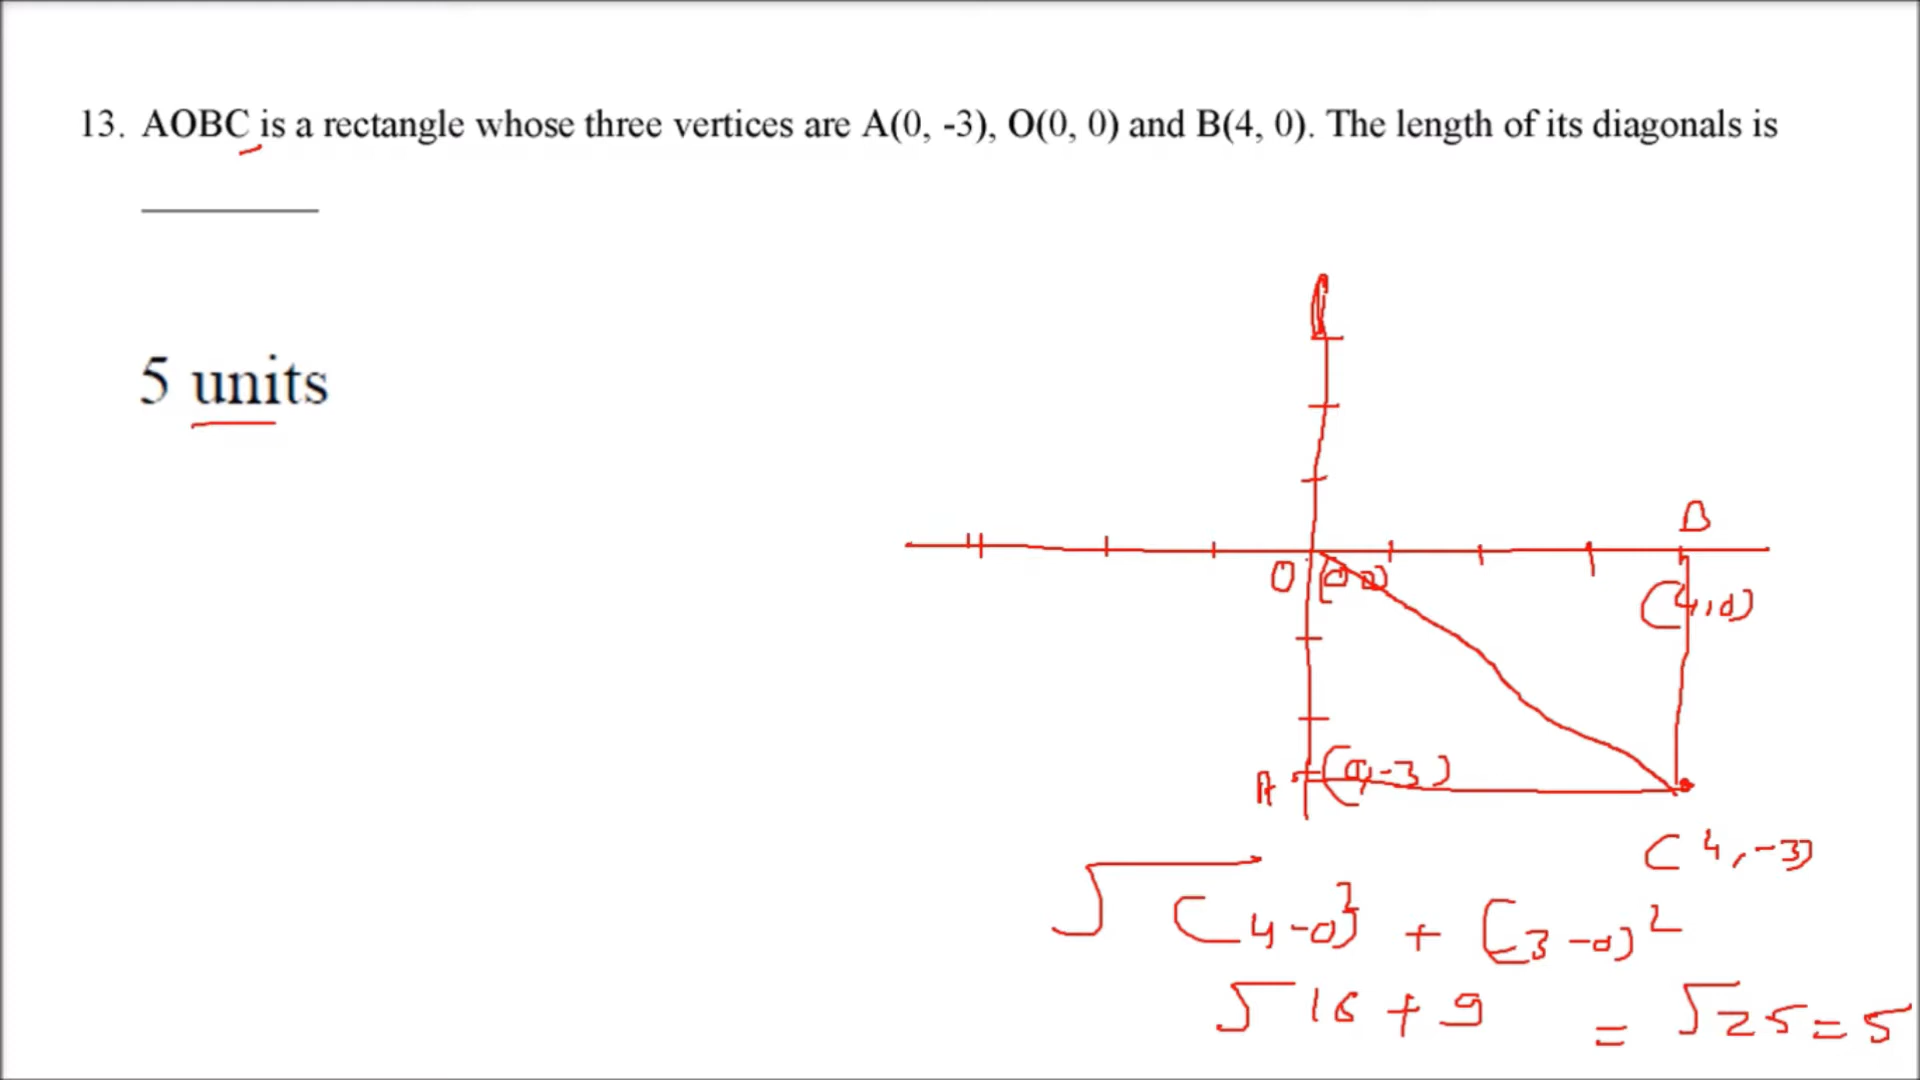 13. AOBC is a rectangle whose three vertices are A(0, -3), O(0, 0) and B(4, 0). The length of its diagonals is
5 units
B
O (0 0)
(4,0)
A (0,-3)
(4,-3)
√(4-0)² + (-3-0)²
√16+9 = √25=5